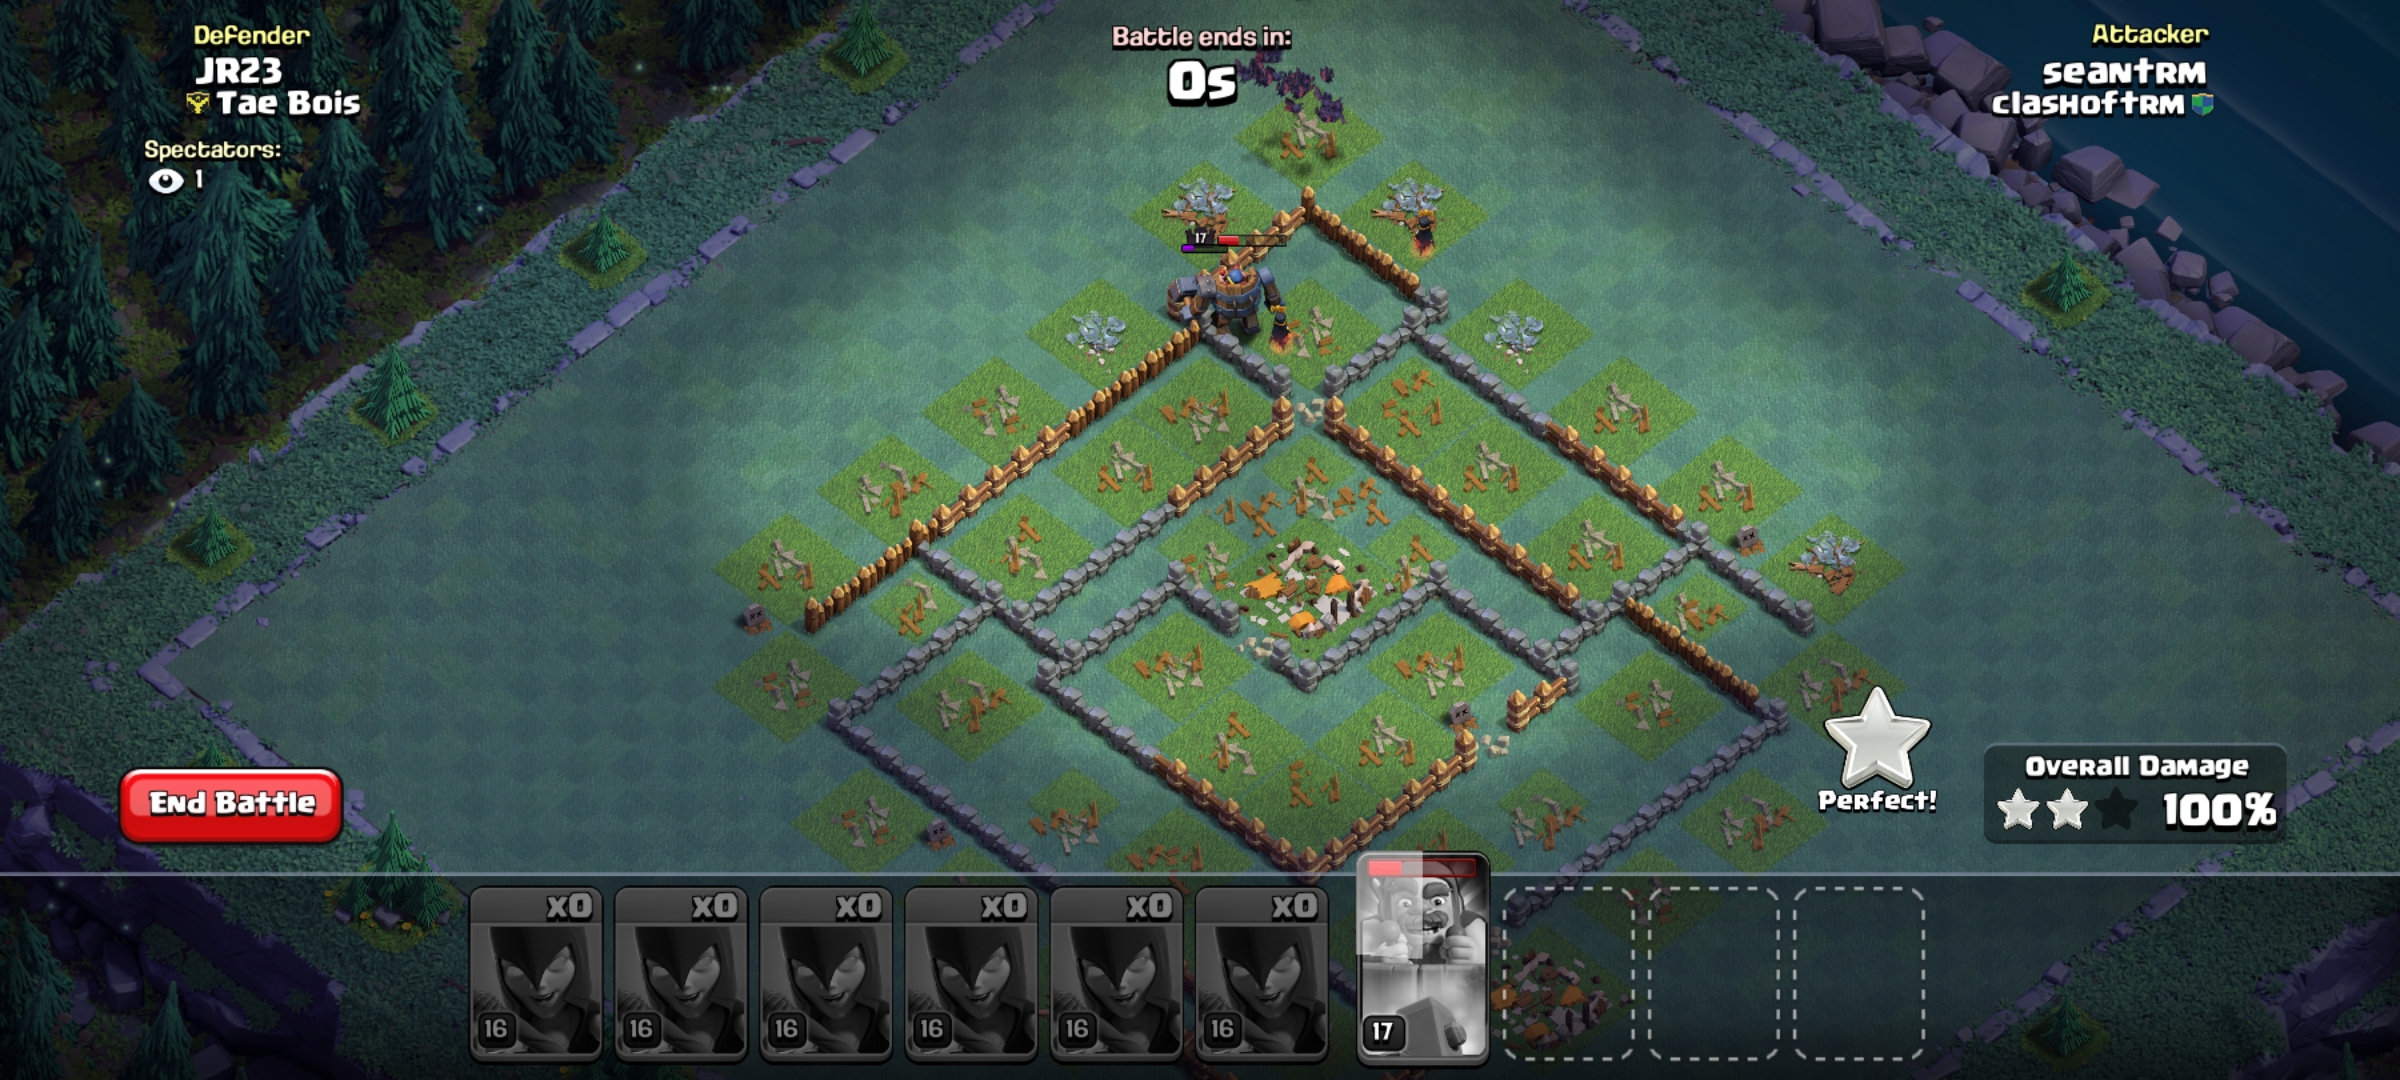 Defender
JR23
Tae Bois
Spectators:
1
Battle ends in:
0s
Attacker
seantRM
clashoftRM
17
End Battle
Perfect!
Overall Damage
100%
x0
x0
x0
x0
x0
x0
16
16
16
16
16
16
17